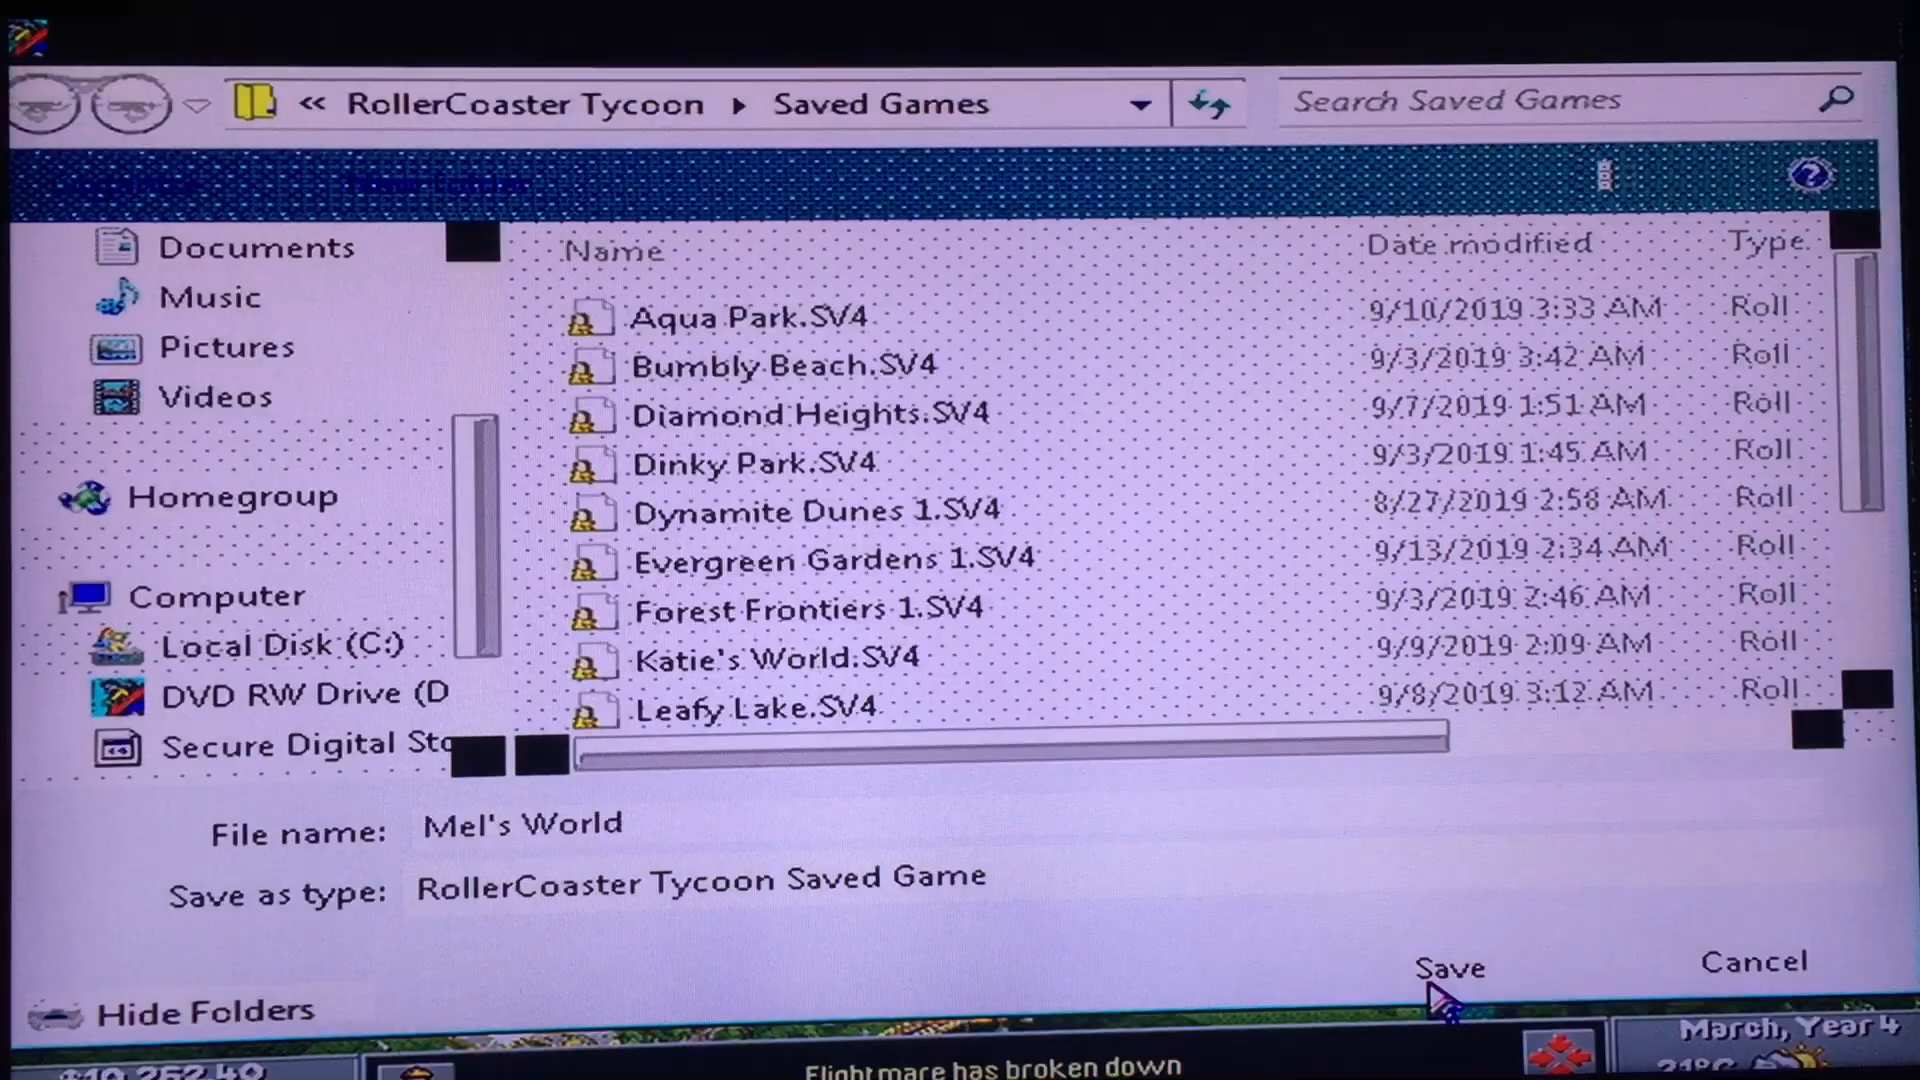 « RollerCoaster Tycoon ▸ Saved Games
Search Saved Games
Documents
Music
Pictures
Videos
Homegroup
Computer
Local Disk (C:)
DVD RW Drive (D
Secure Digital Sto
Name Date modified Type
Aqua Park.SV4 9/10/2019 3:33 AM Roll
Bumbly Beach.SV4 9/3/2019 3:42 AM Roll
Diamond Heights.SV4 9/7/2019 1:51 AM Roll
Dinky Park.SV4 9/3/2019 1:45 AM Roll
Dynamite Dunes 1.SV4 8/27/2019 2:58 AM Roll
Evergreen Gardens 1.SV4 9/13/2019 2:34 AM Roll
Forest Frontiers 1.SV4 9/3/2019 2:46 AM Roll
Katie's World.SV4 9/9/2019 2:09 AM Roll
Leafy Lake.SV4 9/8/2019 3:12 AM Roll
File name: Mel's World
Save as type: RollerCoaster Tycoon Saved Game
Save Cancel
Hide Folders
March, Year 4
Flightmare has broken down
21°C